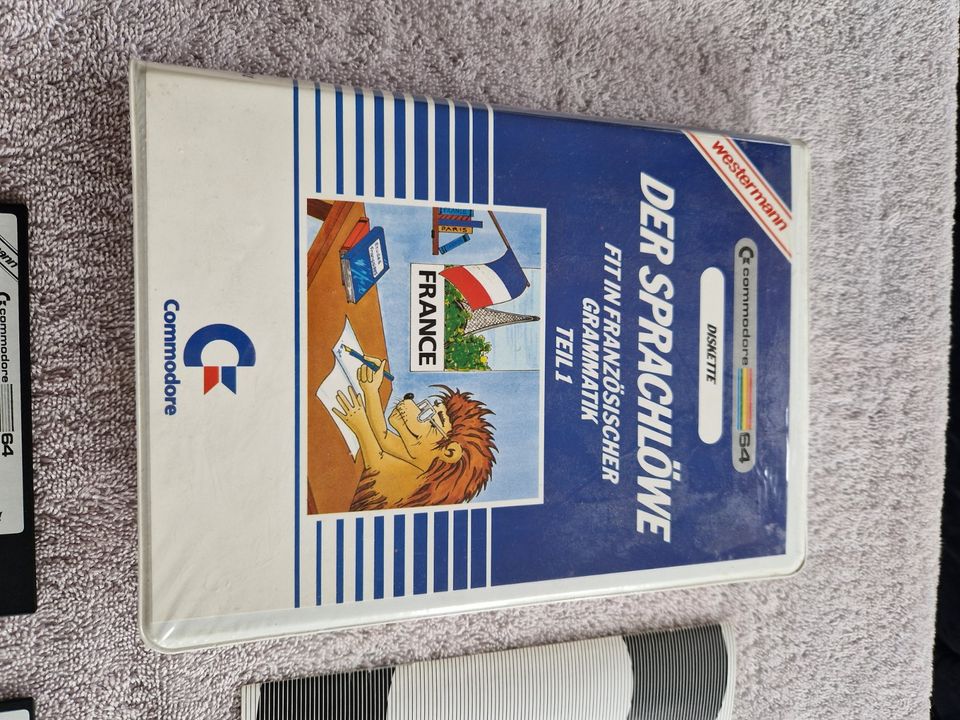 westermann
commodore 64
DISKETTE
DER SPRACHLÖWE
FIT IN FRANZÖSISCHER
GRAMMATIK
TEIL 1
PARIS
FRANCE
Commodore
commodore 64